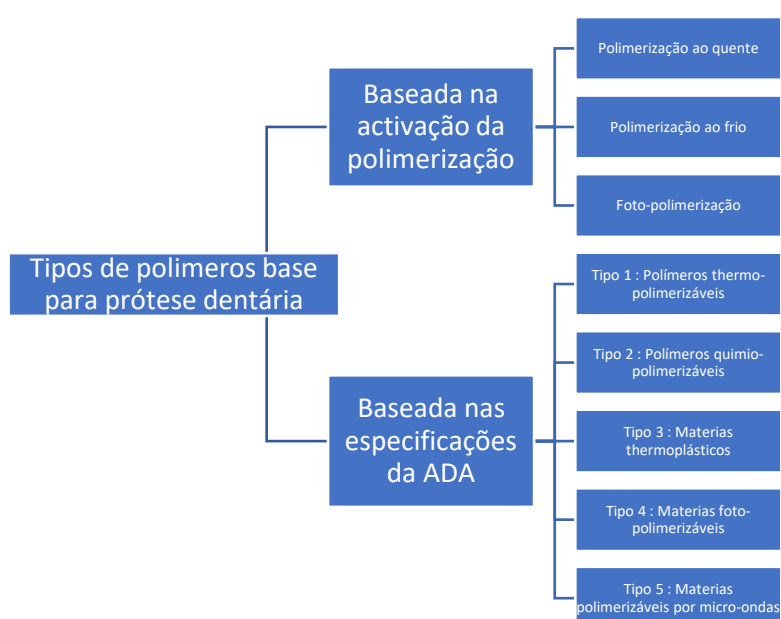 Tipos de polimeros base
para prótese dentária
Baseada na
activação da
polimerização
Polimerização ao quente
Polimerização ao frio
Foto-polimerização
Baseada nas
especificações
da ADA
Tipo 1 : Polímeros thermo-
polimerizáveis
Tipo 2 : Polímeros quimio-
polimerizáveis
Tipo 3 : Materias
thermoplásticos
Tipo 4 : Materias foto-
polimerizáveis
Tipo 5 : Materias
polimerizáveis por micro-ondas